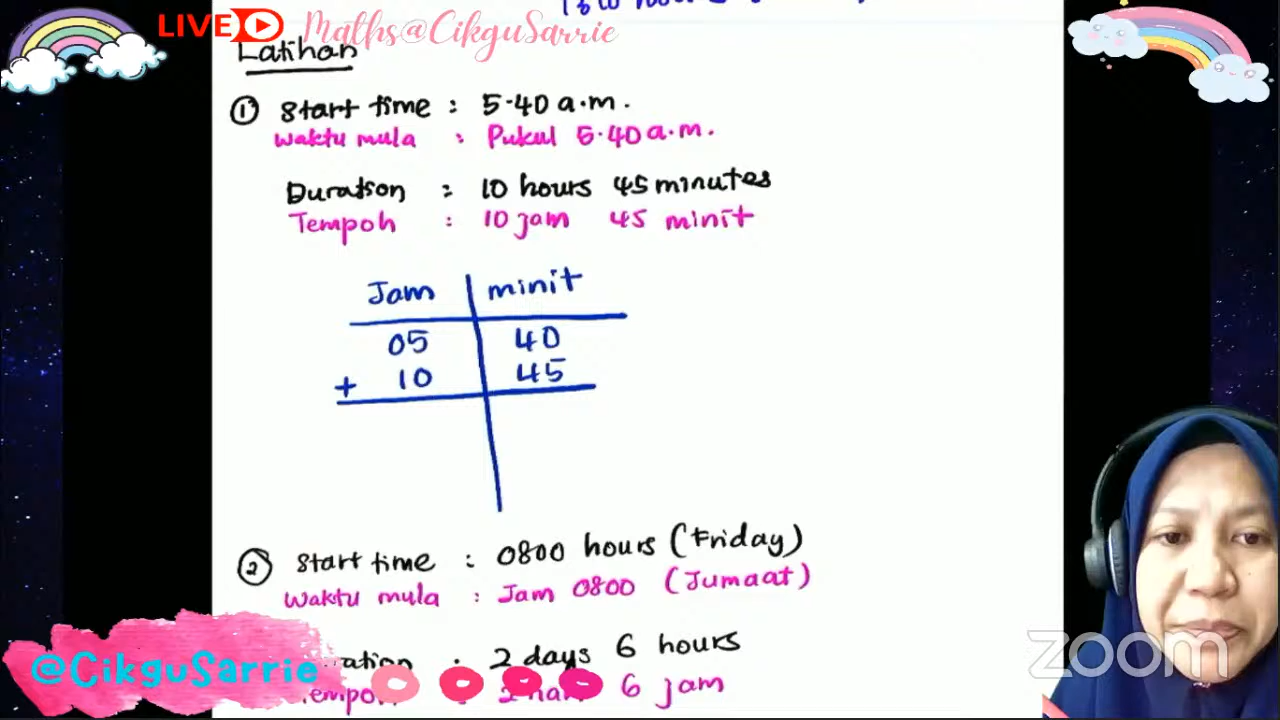 LIVE Maths@CikguSarrie
Latihan
① Start time : 5.40 a.m.
Waktu mula : Pukul 5.40 a.m.
Duration : 10 hours 45 minutes
Tempoh : 10 jam 45 minit
Jam minit
05 40
+ 10 45
② Start time : 0800 hours (Friday)
Waktu mula : Jam 0800 (Jumaat)
: 2 days 6 hours
: 6 jam
@CikguSarrie
zoom